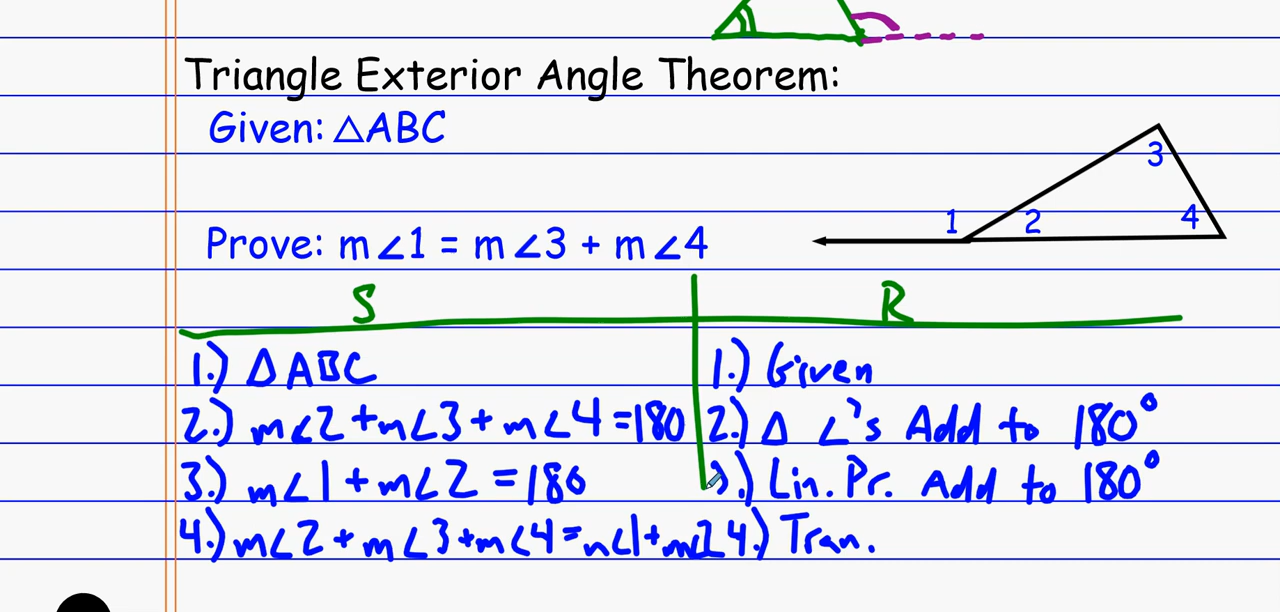 Triangle Exterior Angle Theorem:
Given: △ABC
3
1 2 4
Prove: m∠1 = m∠3 + m∠4
S R
1.) △ABC 1.) Given
2.) m∠2 + m∠3 + m∠4 = 180 2.) △ ∠'s Add to 180°
3.) m∠1 + m∠2 = 180 3.) Lin. Pr. Add to 180°
4.) m∠2 + m∠3 + m∠4 = m∠1 + m∠2 4.) Tran.